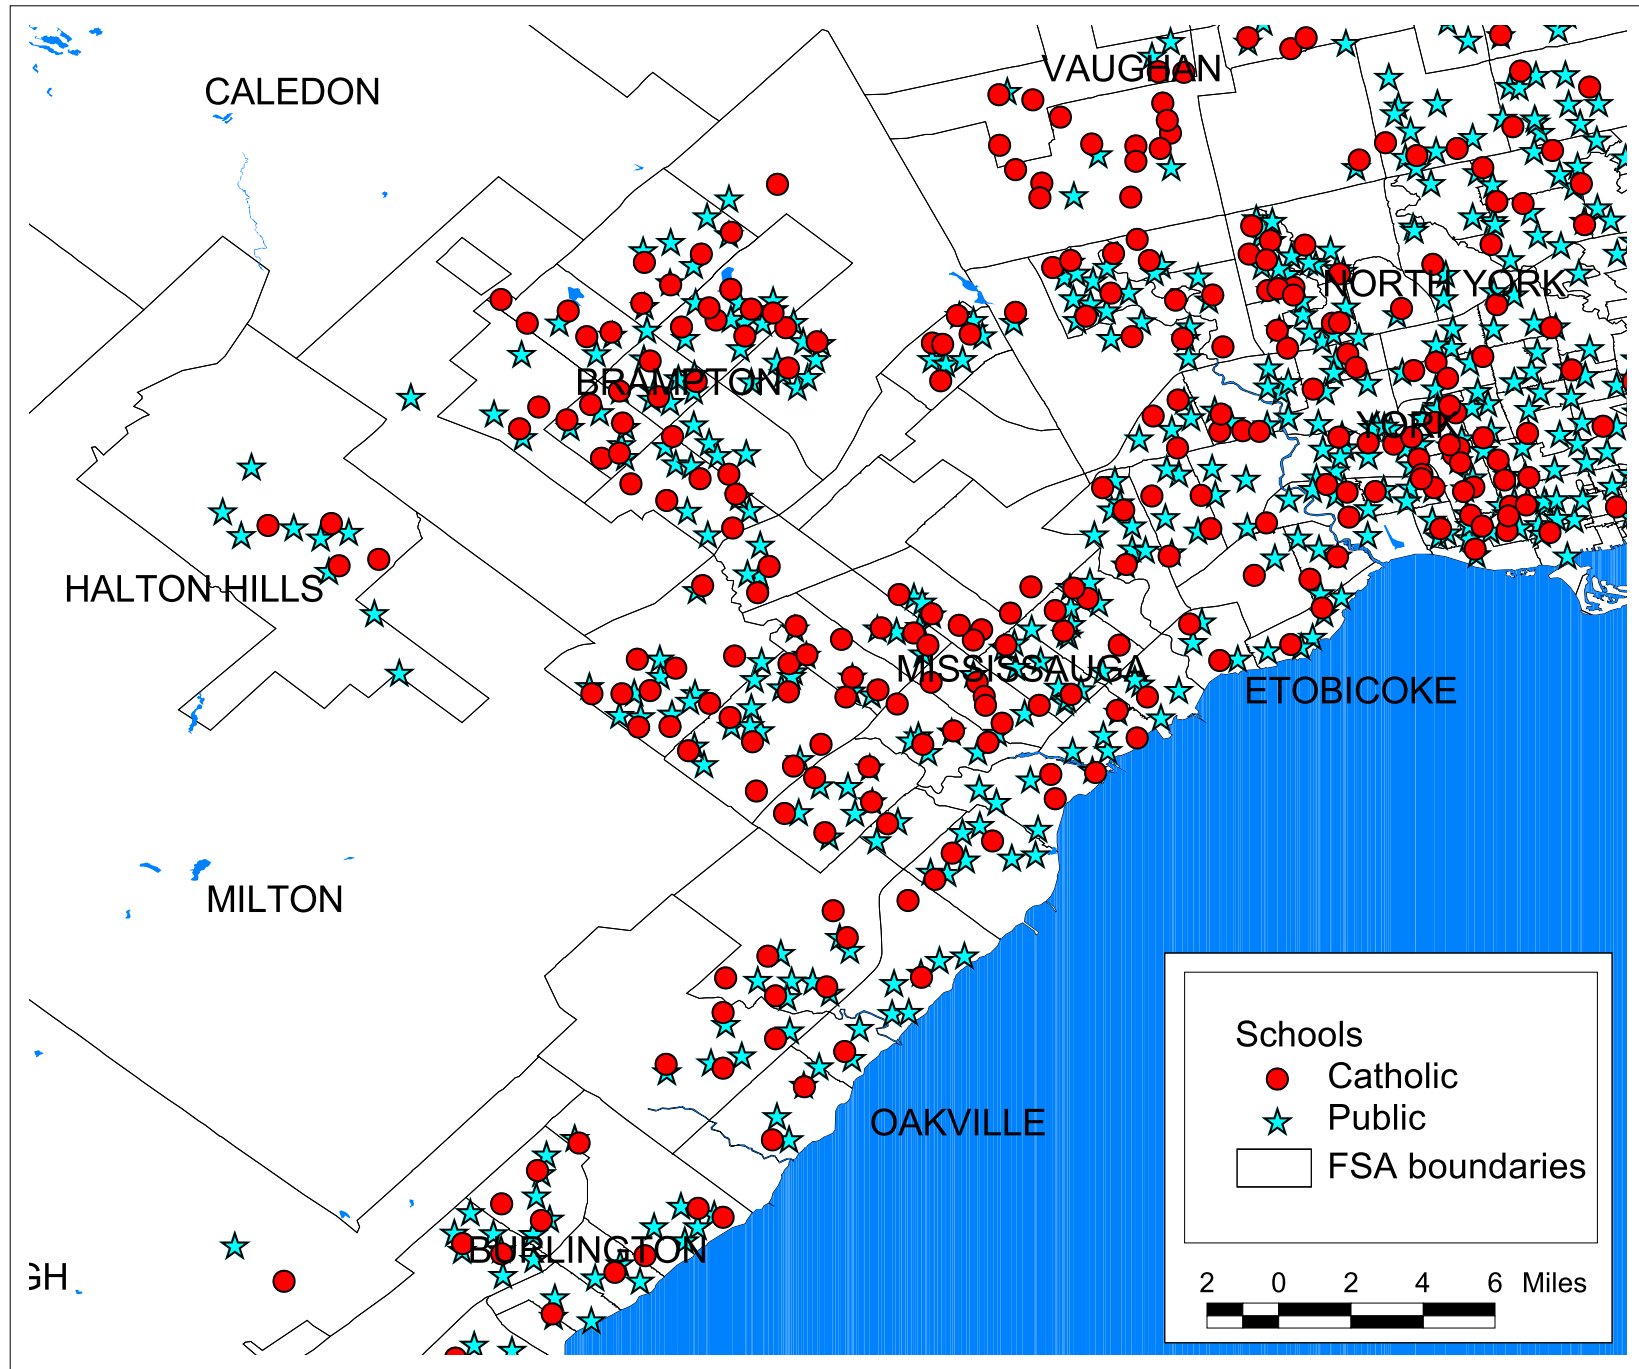 VAUGHAN
CALEDON
NORTH YORK
BRAMPTON
YORK
HALTON HILLS
MISSISSAUGA
ETOBICOKE
MILTON
Schools
Catholic
Public
OAKVILLE
FSA boundaries
BURLINGTON
GH
2 0 2 4 6 Miles